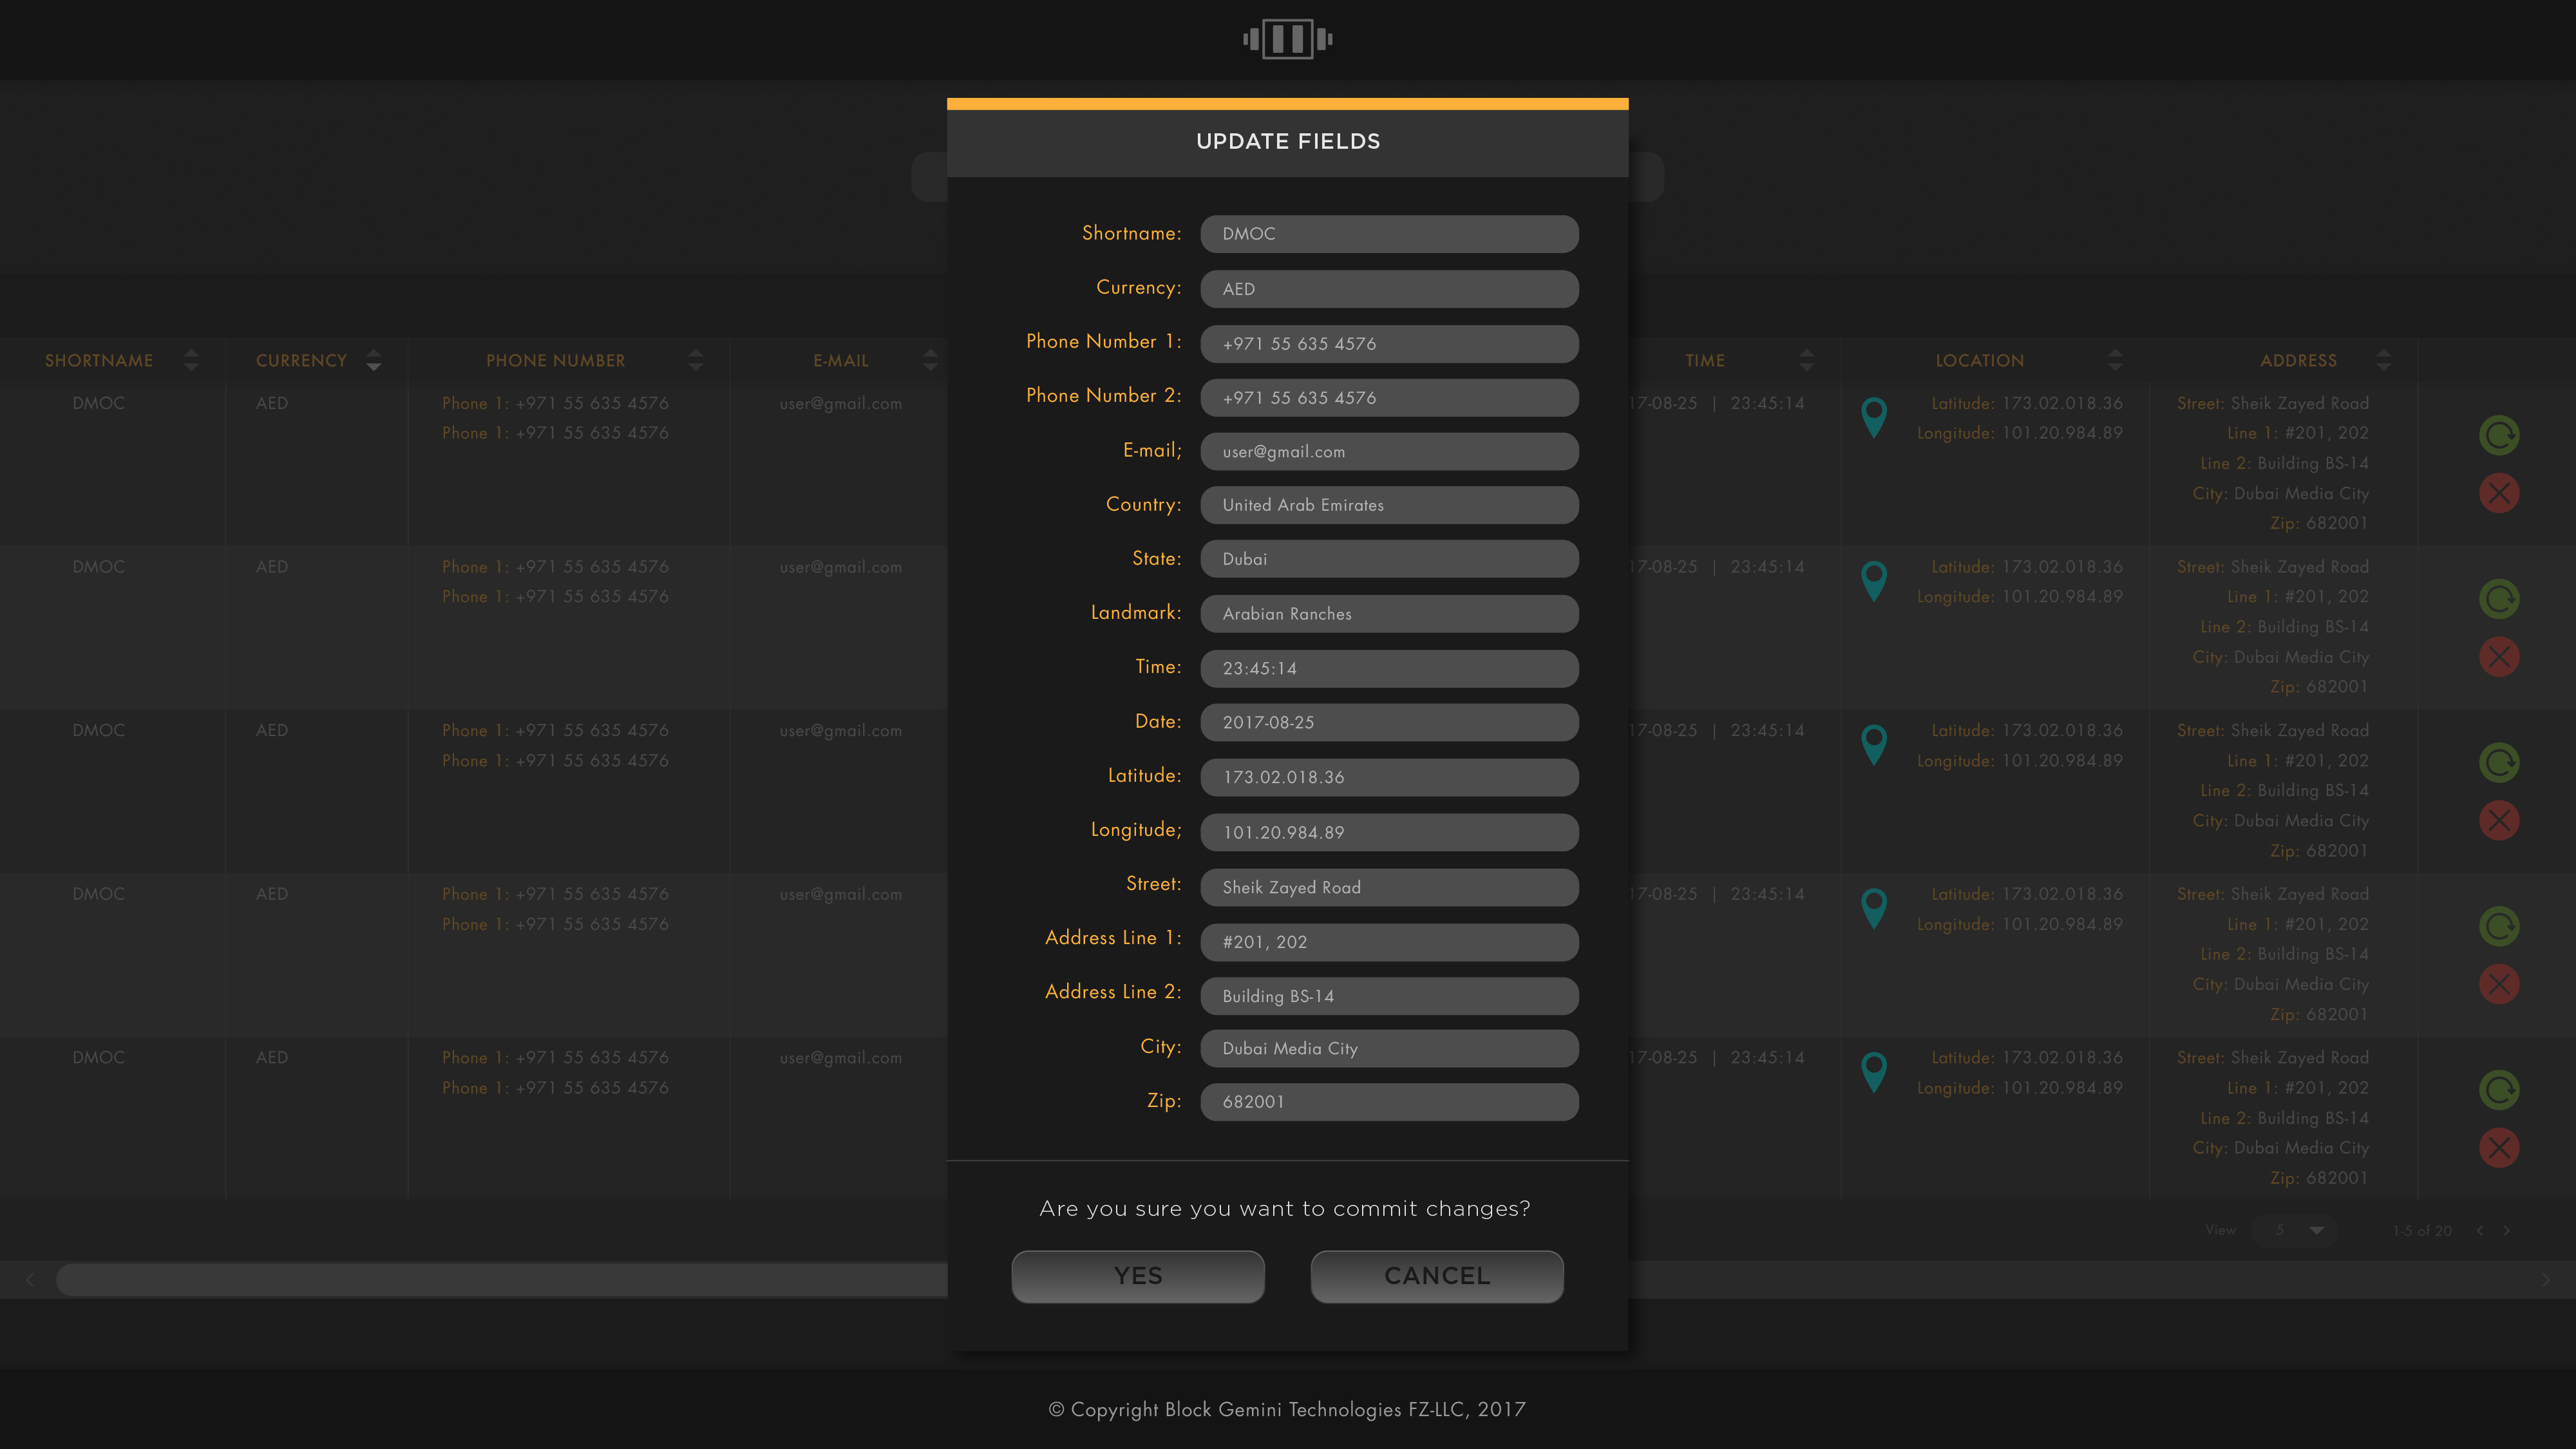 UPDATE FIELDS
Shortname: DMOC
Currency: AED
Phone Number 1: +971 55 635 4576
Phone Number 2: +971 55 635 4576
E-mail; user@gmail.com
Country: United Arab Emirates
State: Dubai
Landmark: Arabian Ranches
Time: 23:45:14
Date: 2017-08-25
Latitude: 173.02.018.36
Longitude; 101.20.984.89
Street: Sheik Zayed Road
Address Line 1: #201, 202
Address Line 2: Building BS-14
City: Dubai Media City
Zip: 682001
Are you sure you want to commit changes?
YES CANCEL
SHORTNAME CURRENCY PHONE NUMBER E-MAIL TIME LOCATION ADDRESS
DMOC AED Phone 1: +971 55 635 4576 user@gmail.com 17-08-25 | 23:45:14 Latitude: 173.02.018.36 Street: Sheik Zayed Road
Phone 1: +971 55 635 4576 Longitude: 101.20.984.89 Line 1: #201, 202
Line 2: Building BS-14
City: Dubai Media City
Zip: 682001
DMOC AED Phone 1: +971 55 635 4576 user@gmail.com 17-08-25 | 23:45:14 Latitude: 173.02.018.36 Street: Sheik Zayed Road
Phone 1: +971 55 635 4576 Longitude: 101.20.984.89 Line 1: #201, 202
Line 2: Building BS-14
City: Dubai Media City
Zip: 682001
DMOC AED Phone 1: +971 55 635 4576 user@gmail.com 17-08-25 | 23:45:14 Latitude: 173.02.018.36 Street: Sheik Zayed Road
Phone 1: +971 55 635 4576 Longitude: 101.20.984.89 Line 1: #201, 202
Line 2: Building BS-14
City: Dubai Media City
Zip: 682001
DMOC AED Phone 1: +971 55 635 4576 user@gmail.com 17-08-25 | 23:45:14 Latitude: 173.02.018.36 Street: Sheik Zayed Road
Phone 1: +971 55 635 4576 Longitude: 101.20.984.89 Line 1: #201, 202
Line 2: Building BS-14
City: Dubai Media City
Zip: 682001
DMOC AED Phone 1: +971 55 635 4576 user@gmail.com 17-08-25 | 23:45:14 Latitude: 173.02.018.36 Street: Sheik Zayed Road
Phone 1: +971 55 635 4576 Longitude: 101.20.984.89 Line 1: #201, 202
Line 2: Building BS-14
City: Dubai Media City
Zip: 682001
View 5 1-5 of 20
© Copyright Block Gemini Technologies FZ-LLC, 2017